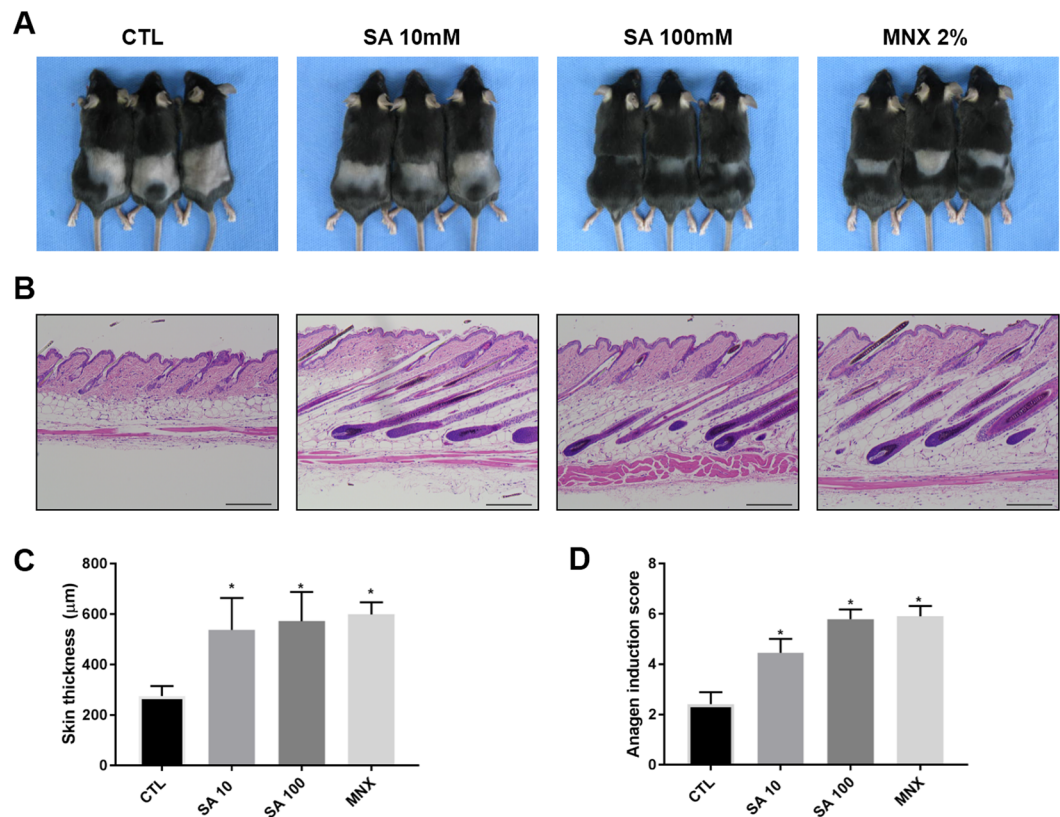 A
CTL
SA 10mM
SA 100mM
MNX 2%
B
C
Skin thickness (μm)
800
600
400
200
0
*
*
*
CTL
SA 10
SA 100
MNX
D
Anagen induction score
8
6
4
2
0
*
*
*
CTL
SA 10
SA 100
MNX